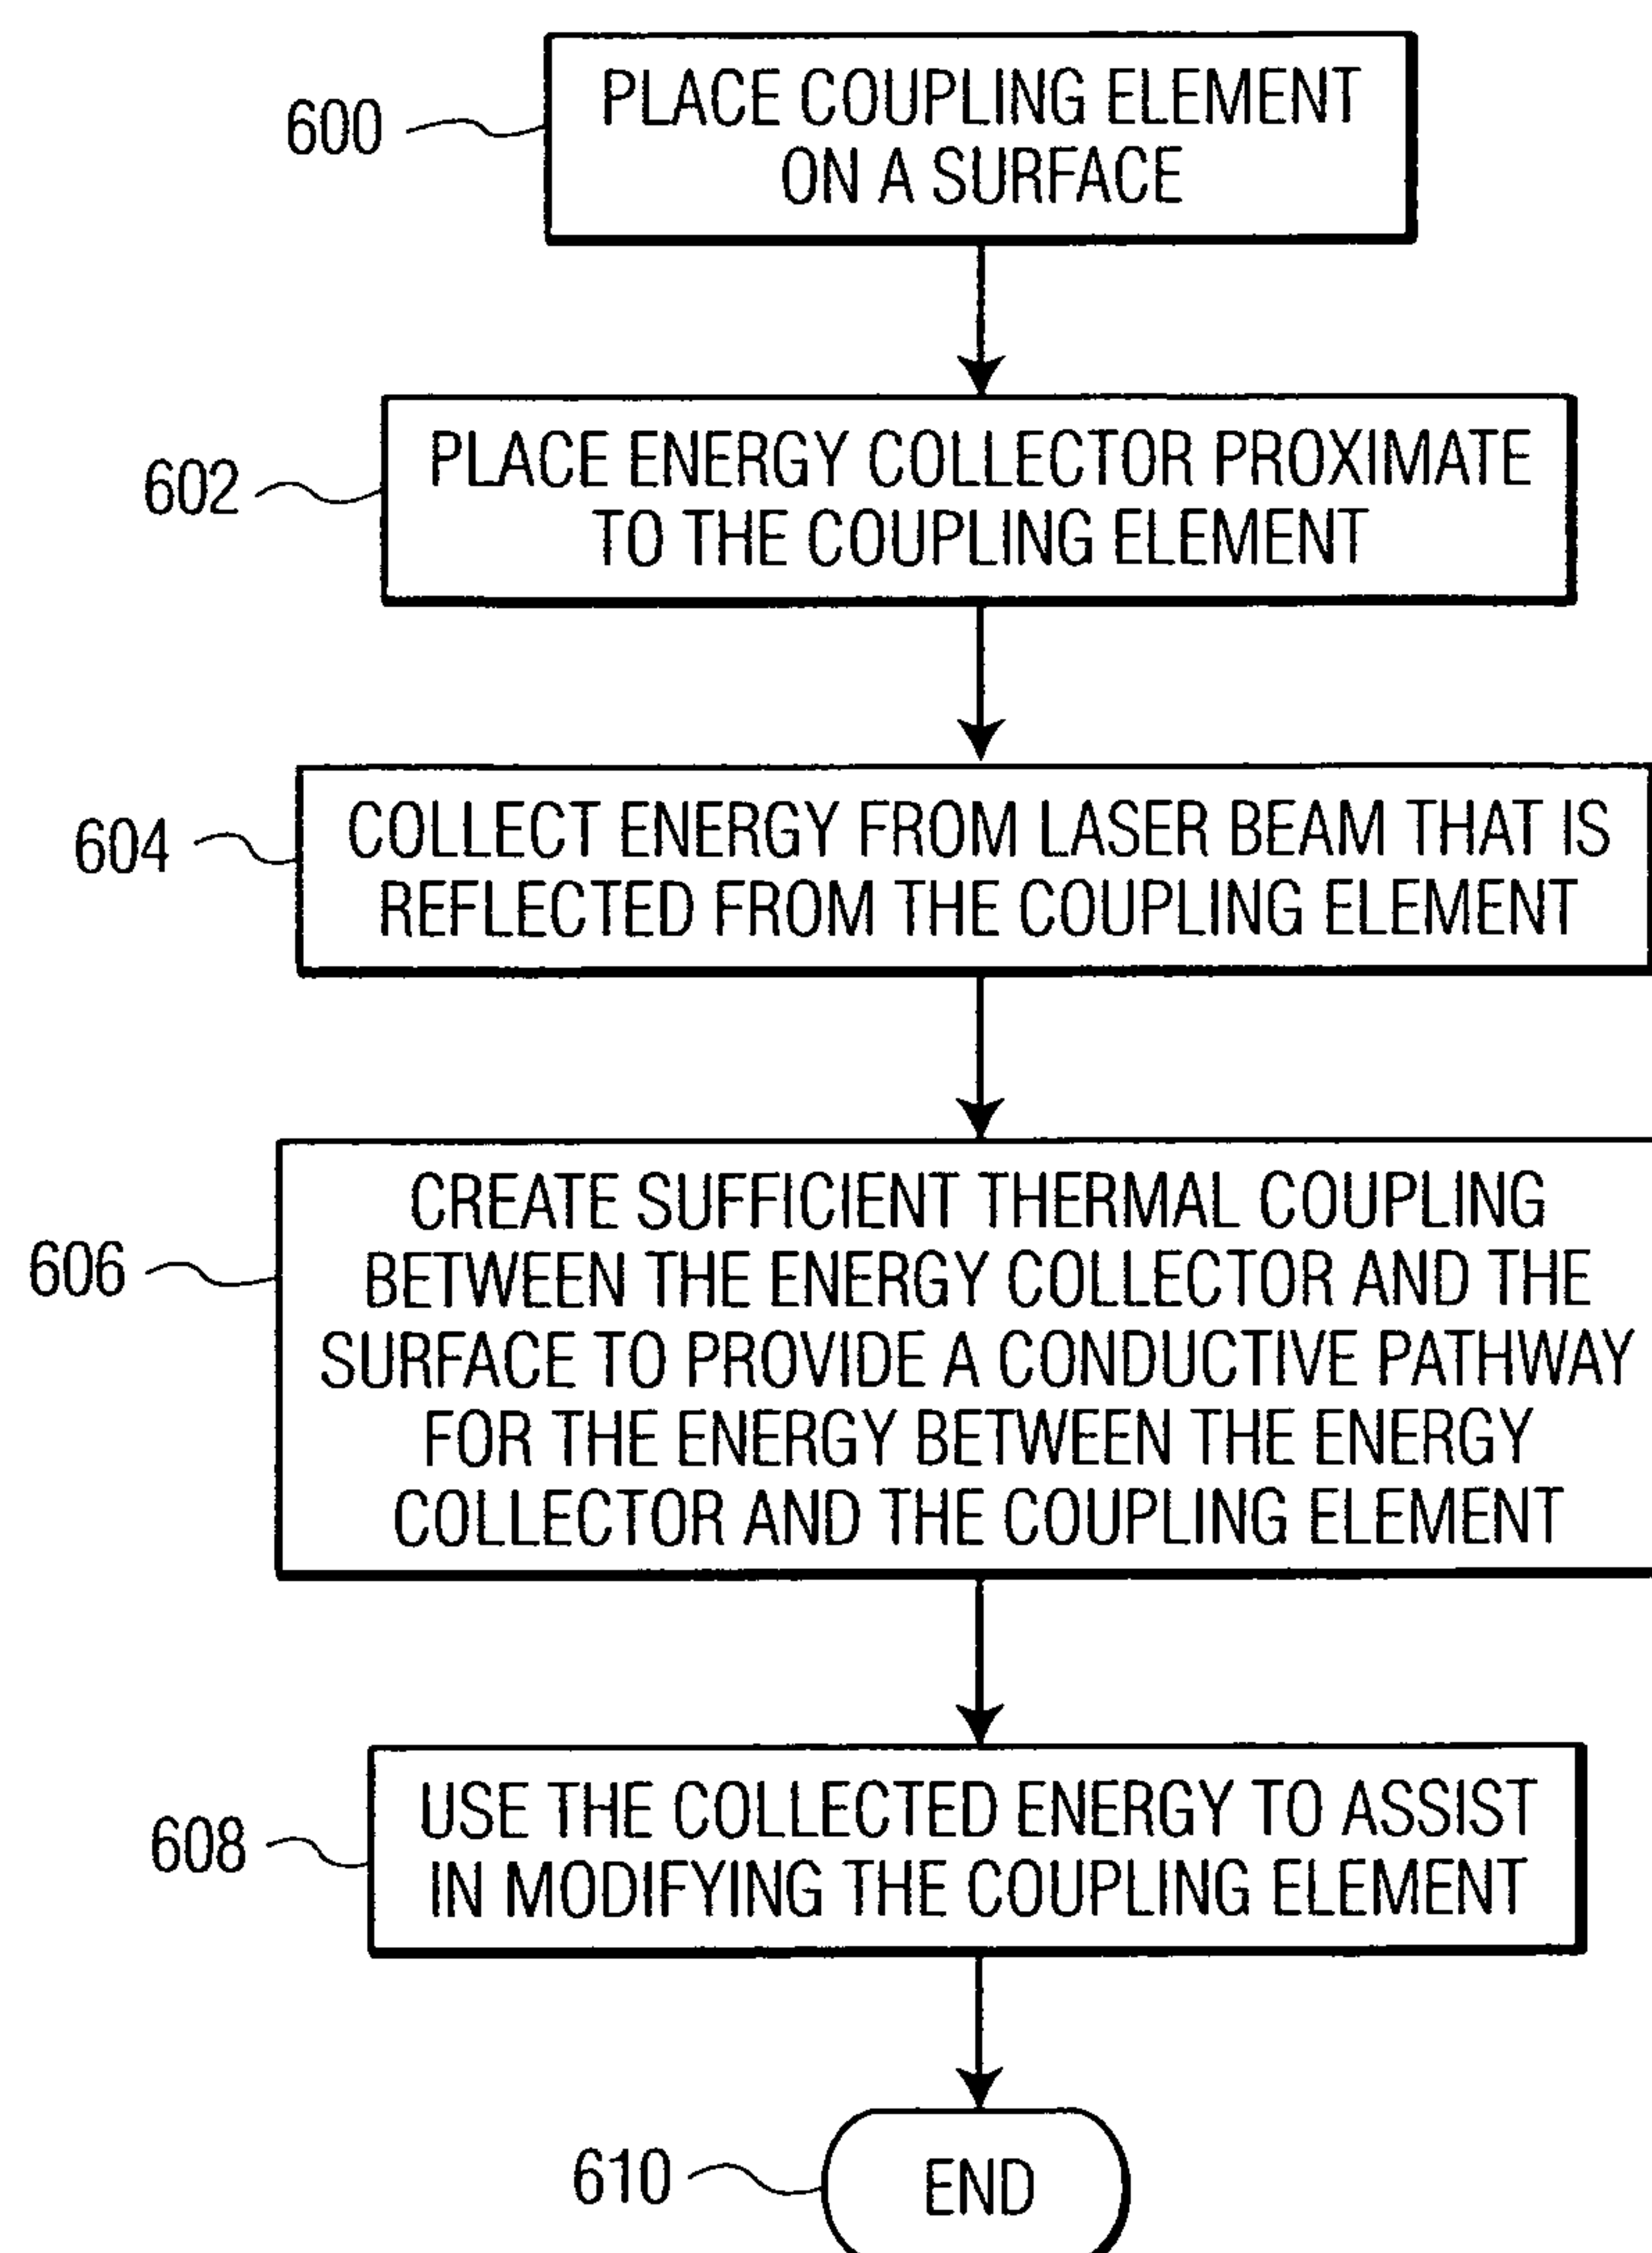 600
PLACE COUPLING ELEMENT
ON A SURFACE
602
PLACE ENERGY COLLECTOR PROXIMATE
TO THE COUPLING ELEMENT
604
COLLECT ENERGY FROM LASER BEAM THAT IS
REFLECTED FROM THE COUPLING ELEMENT
606
CREATE SUFFICIENT THERMAL COUPLING
BETWEEN THE ENERGY COLLECTOR AND THE
SURFACE TO PROVIDE A CONDUCTIVE PATHWAY
FOR THE ENERGY BETWEEN THE ENERGY
COLLECTOR AND THE COUPLING ELEMENT
608
USE THE COLLECTED ENERGY TO ASSIST
IN MODIFYING THE COUPLING ELEMENT
610
END